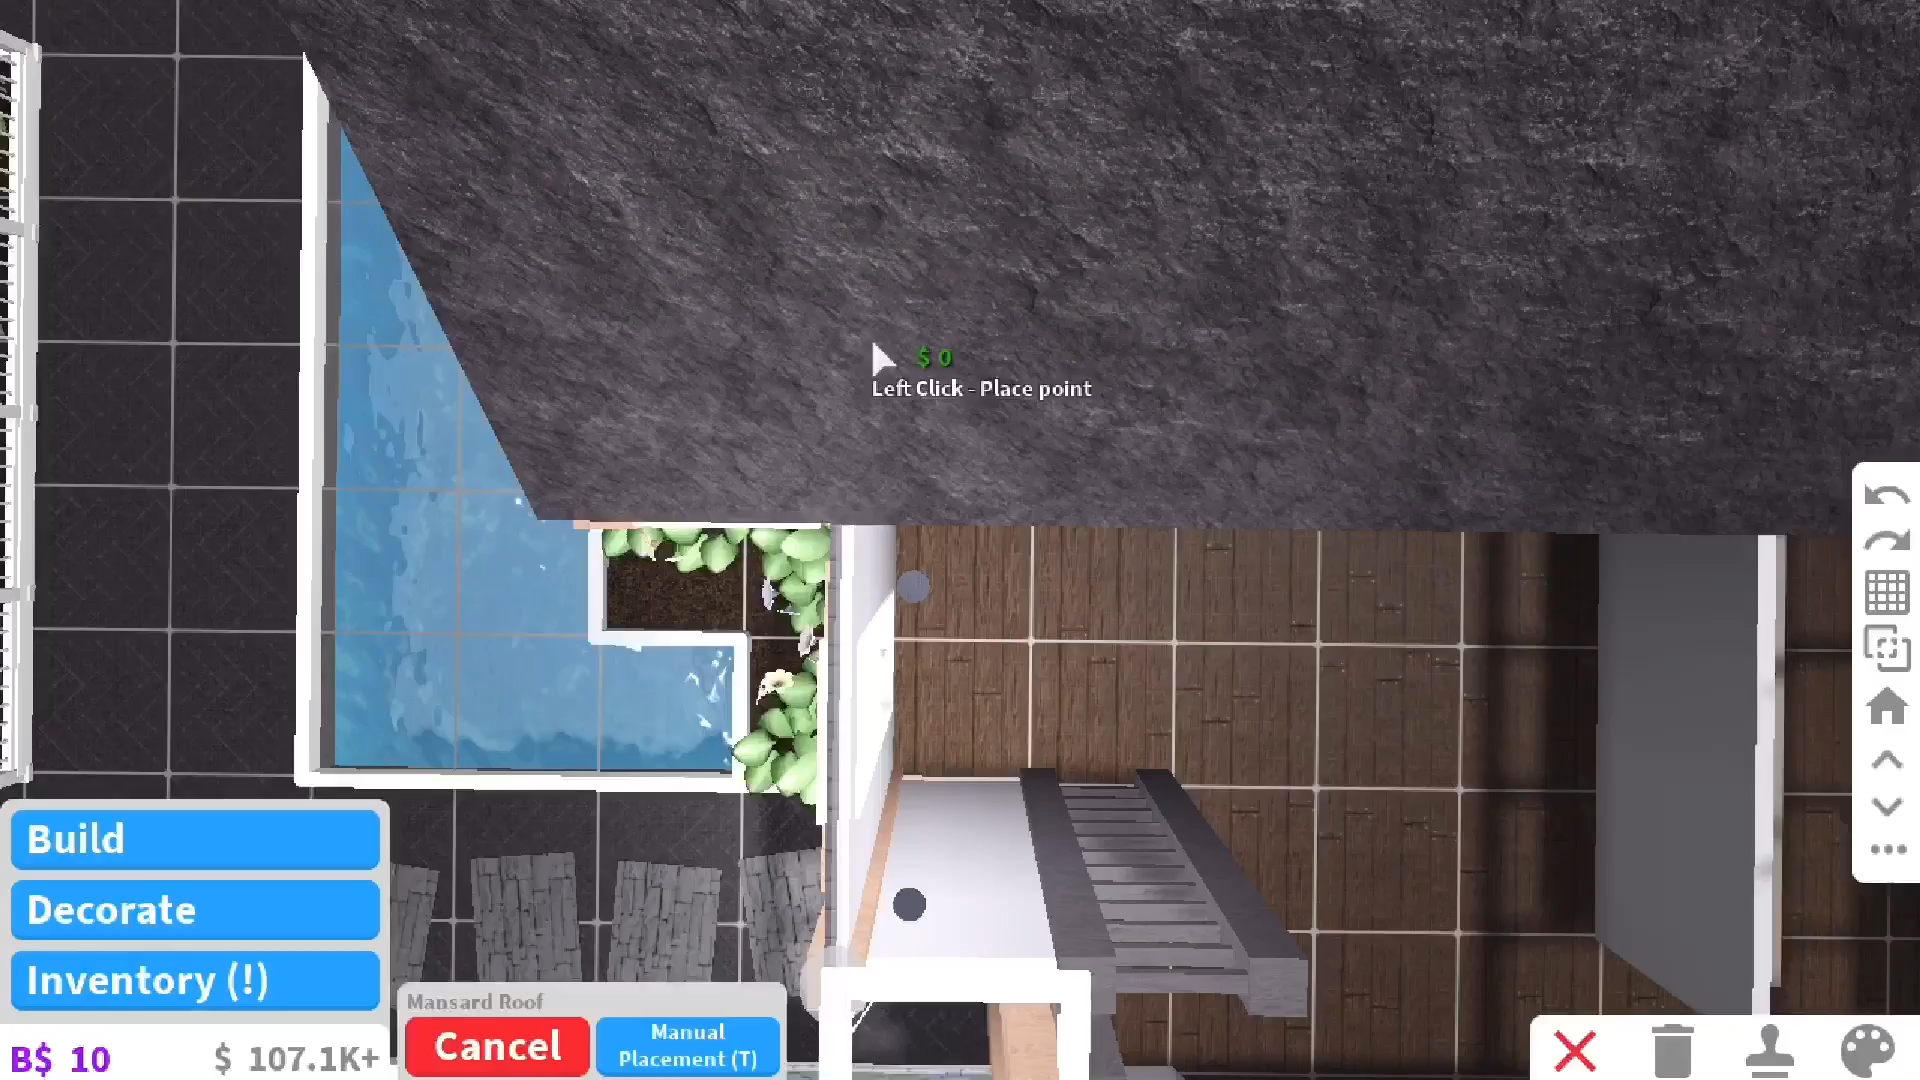 $ 0
Left Click - Place point
Build
Decorate
Inventory (!)
B$ 10
$ 107.1K+
Mansard Roof
Cancel
Manual
Placement (T)